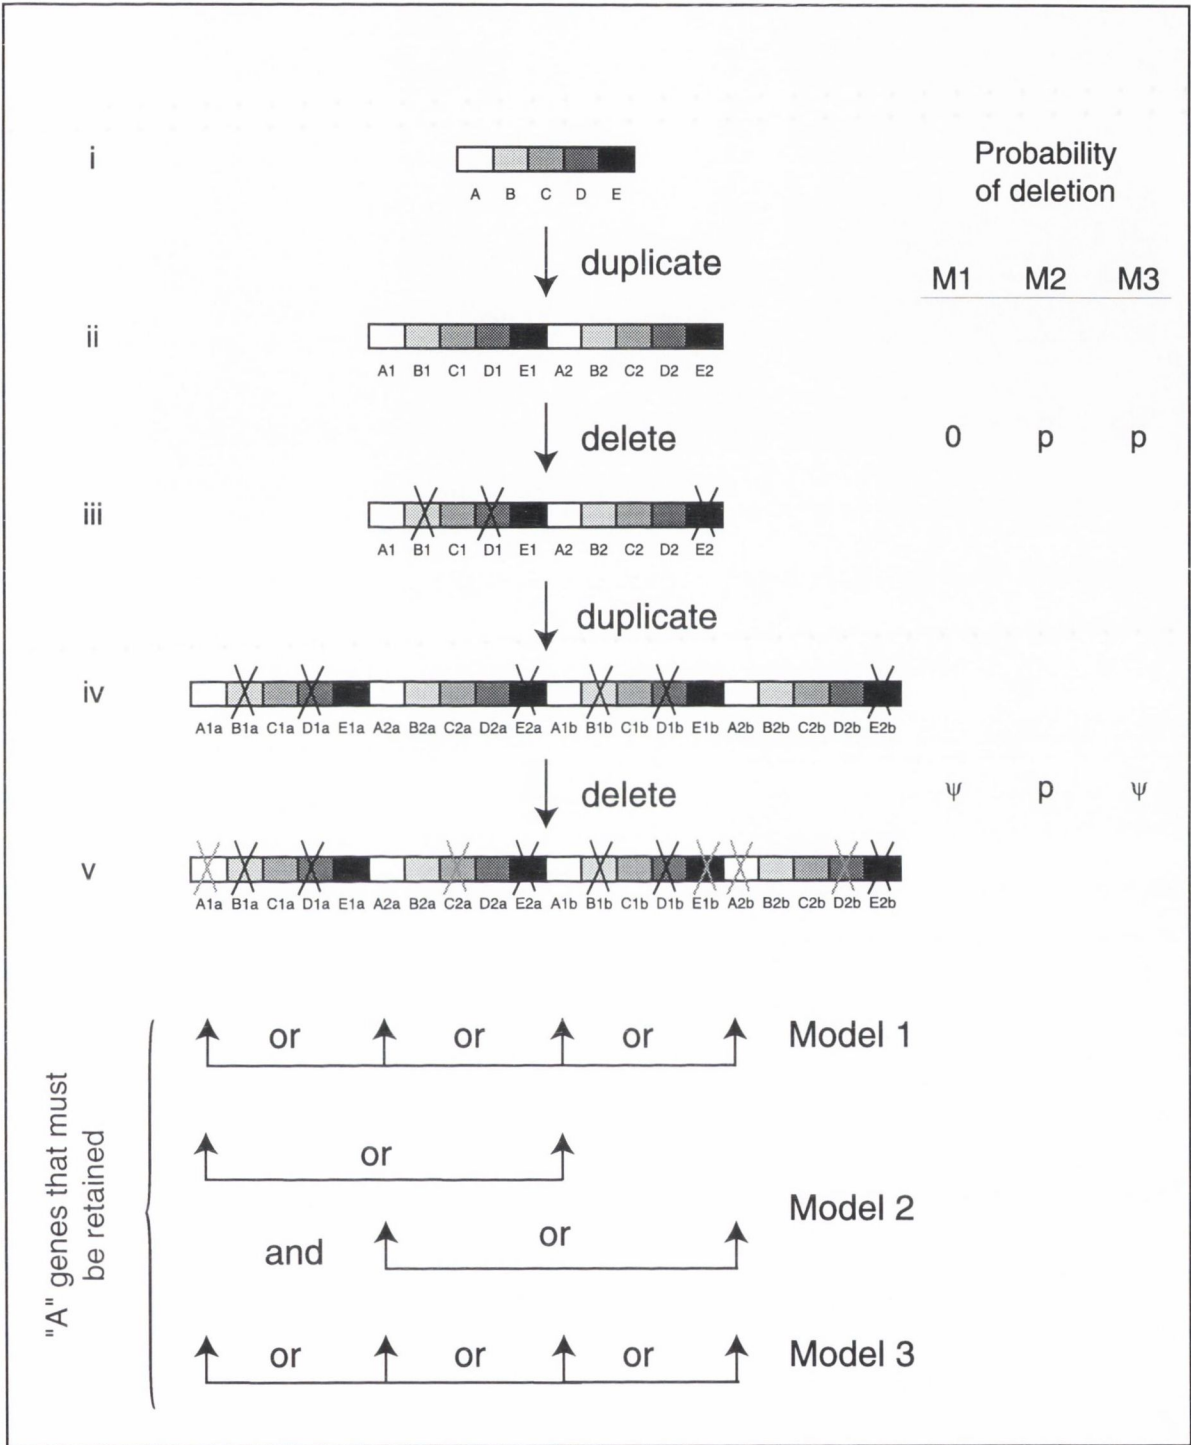 i
Probability
of deletion
A B C D E
duplicate
M1 M2 M3
ii
A1 B1 C1 D1 E1 A2 B2 C2 D2 E2
delete
0 p p
iii
A1 B1 C1 D1 E1 A2 B2 C2 D2 E2
duplicate
iv
A1a B1a C1a D1a E1a A2a B2a C2a D2a E2a A1b B1b C1b D1b E1b A2b B2b C2b D2b E2b
delete
ψ p ψ
v
A1a B1a C1a D1a E1a A2a B2a C2a D2a E2a A1b B1b C1b D1b E1b A2b B2b C2b D2b E2b
"A" genes that must
be retained
or or or Model 1
or
Model 2
and or
or or or Model 3